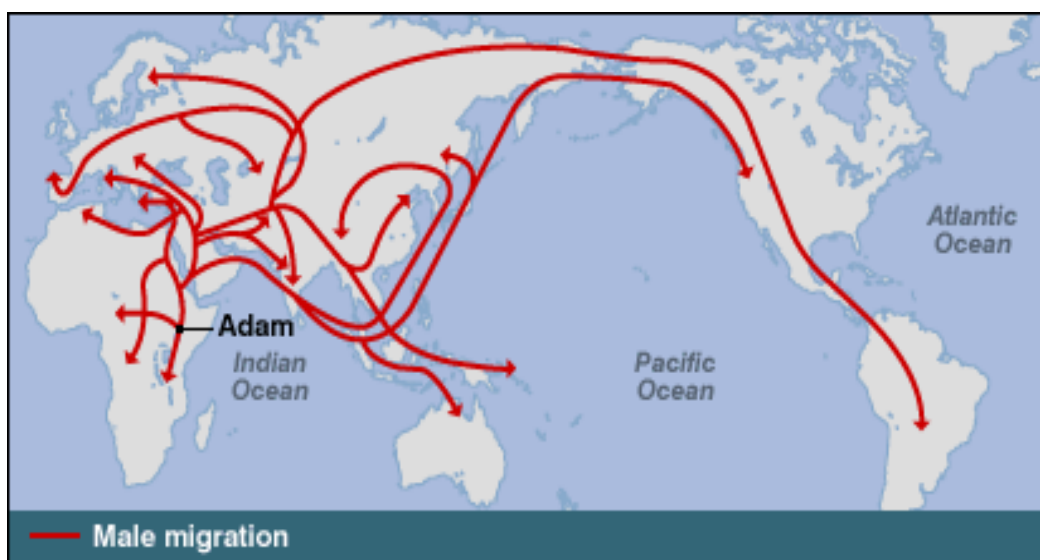 Atlantic
Ocean
Adam
Indian
Ocean
Pacific
Ocean
Male migration